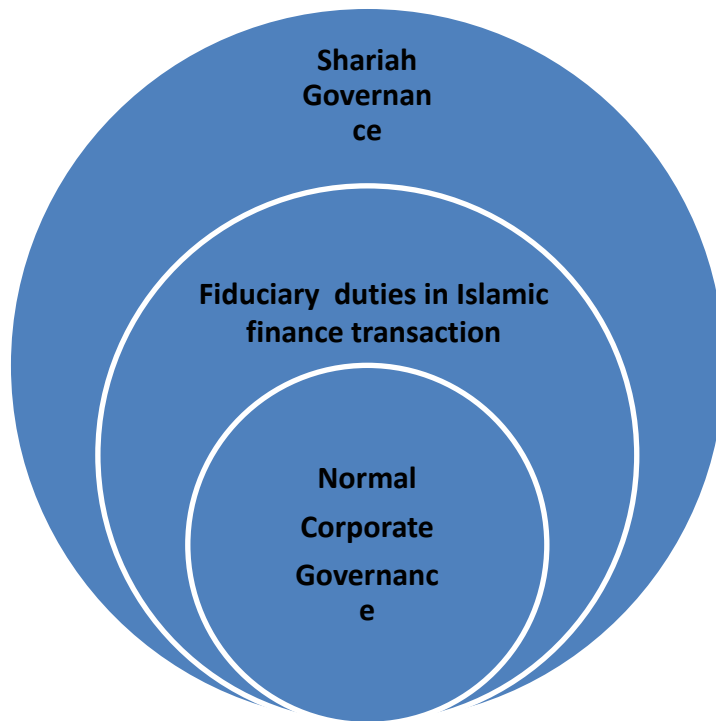 Shariah
Governan
ce
Fiduciary duties in Islamic
finance transaction
Normal
Corporate
Governanc
e